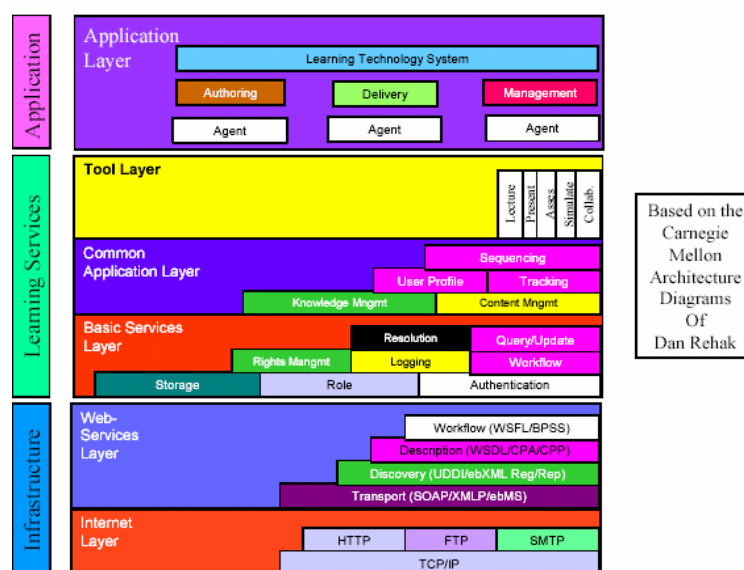 Application
Application
Layer
Learning Technology System
Authoring
Delivery
Management
Agent
Agent
Agent
Learning Services
Tool Layer
Lecture
Present
Asses
Simulate
Collab.
Common
Application Layer
Sequencing
User Profile
Tracking
Knowledge Mngmt
Content Mngmt
Basic Services
Layer
Resolution
Query/Update
Rights Mangmt
Logging
Workflow
Storage
Role
Authentication
Infrastructure
Web-
Services
Layer
Workflow (WSFL/BPSS)
Description (WSDL/CPA/CPP)
Discovery (UDDI/ebXML Reg/Rep)
Transport (SOAP/XMLP/ebMS)
Internet
Layer
HTTP
FTP
SMTP
TCP/IP
Based on the
Carnegie
Mellon
Architecture
Diagrams
Of
Dan Rehak